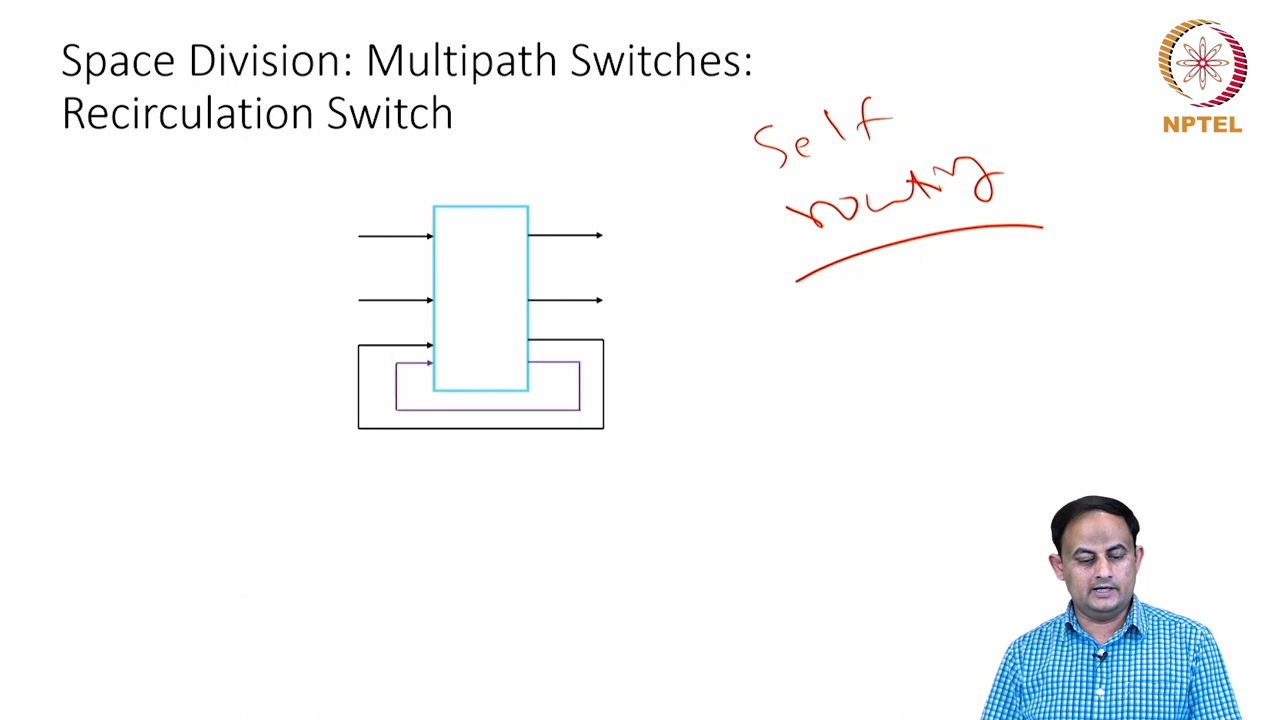 Space Division: Multipath Switches:
Recirculation Switch
NPTEL
Self
routing